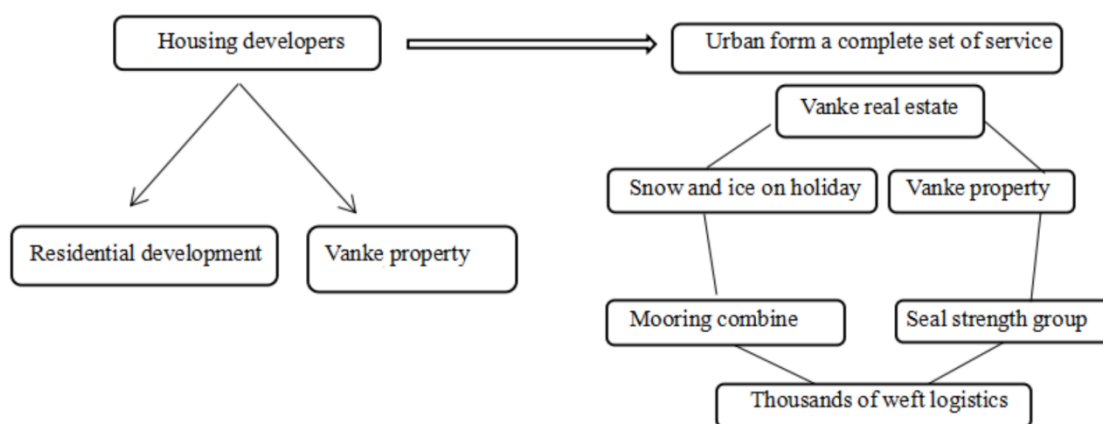 Housing developers
Urban form a complete set of service
Vanke real estate
Snow and ice on holiday
Vanke property
Residential development
Vanke property
Mooring combine
Seal strength group
Thousands of weft logistics